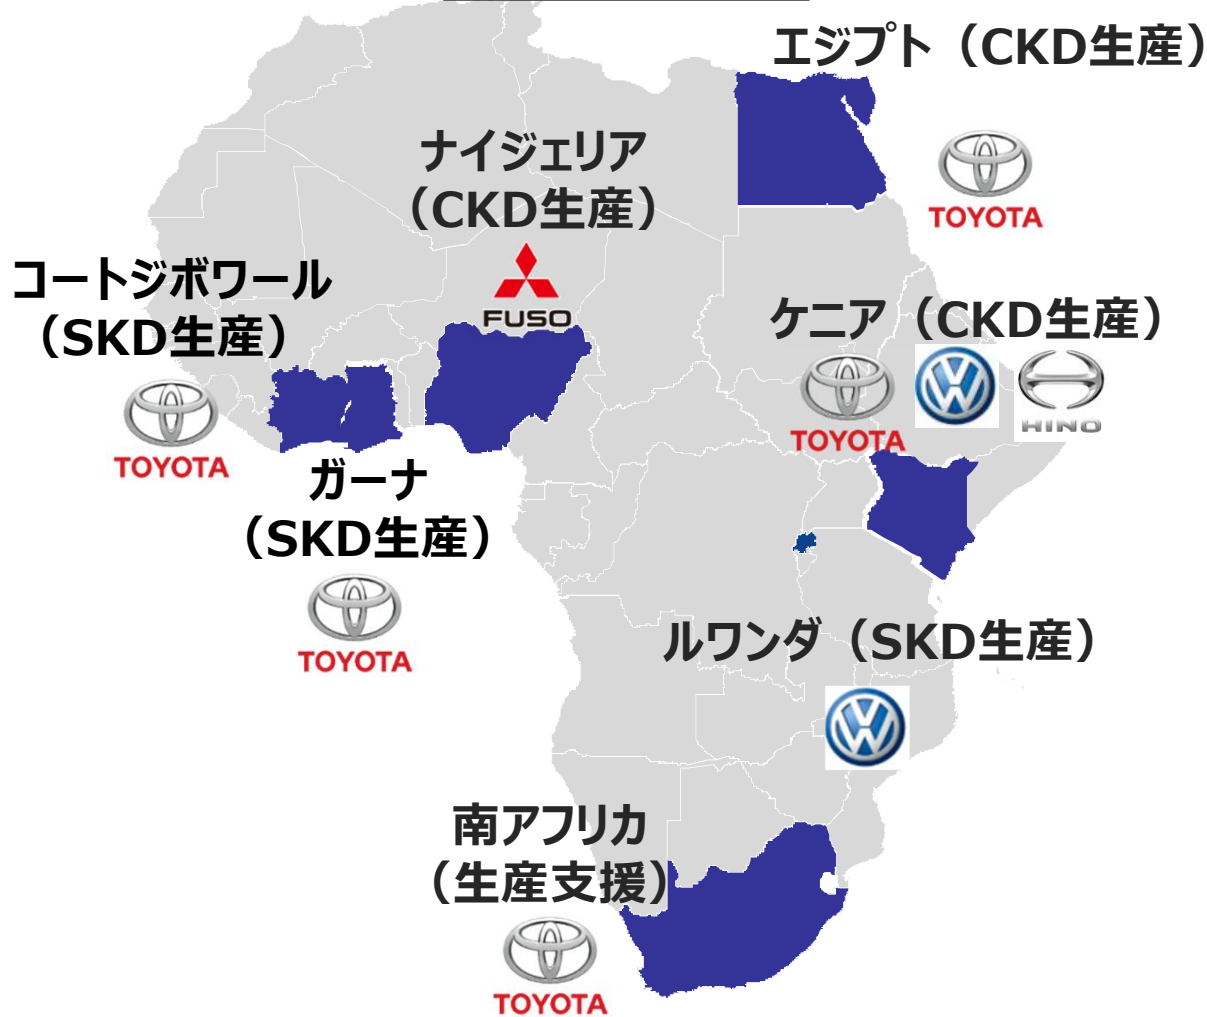 エジプト（CKD生産）
TOYOTA
ナイジェリア
（CKD生産）
FUSO
コートジボワール
（SKD生産）
TOYOTA
ケニア（CKD生産）
TOYOTA
VW
HINO
ガーナ
（SKD生産）
TOYOTA
ルワンダ（SKD生産）
VW
南アフリカ
（生産支援）
TOYOTA